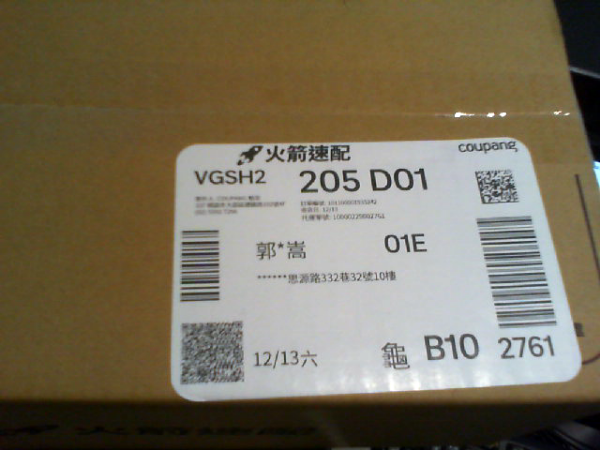 火箭速配
coupang
VGSH2
205 D01
郭*嵩
01E
******思源路332巷32號10樓
12/13六
龜
B10
2761